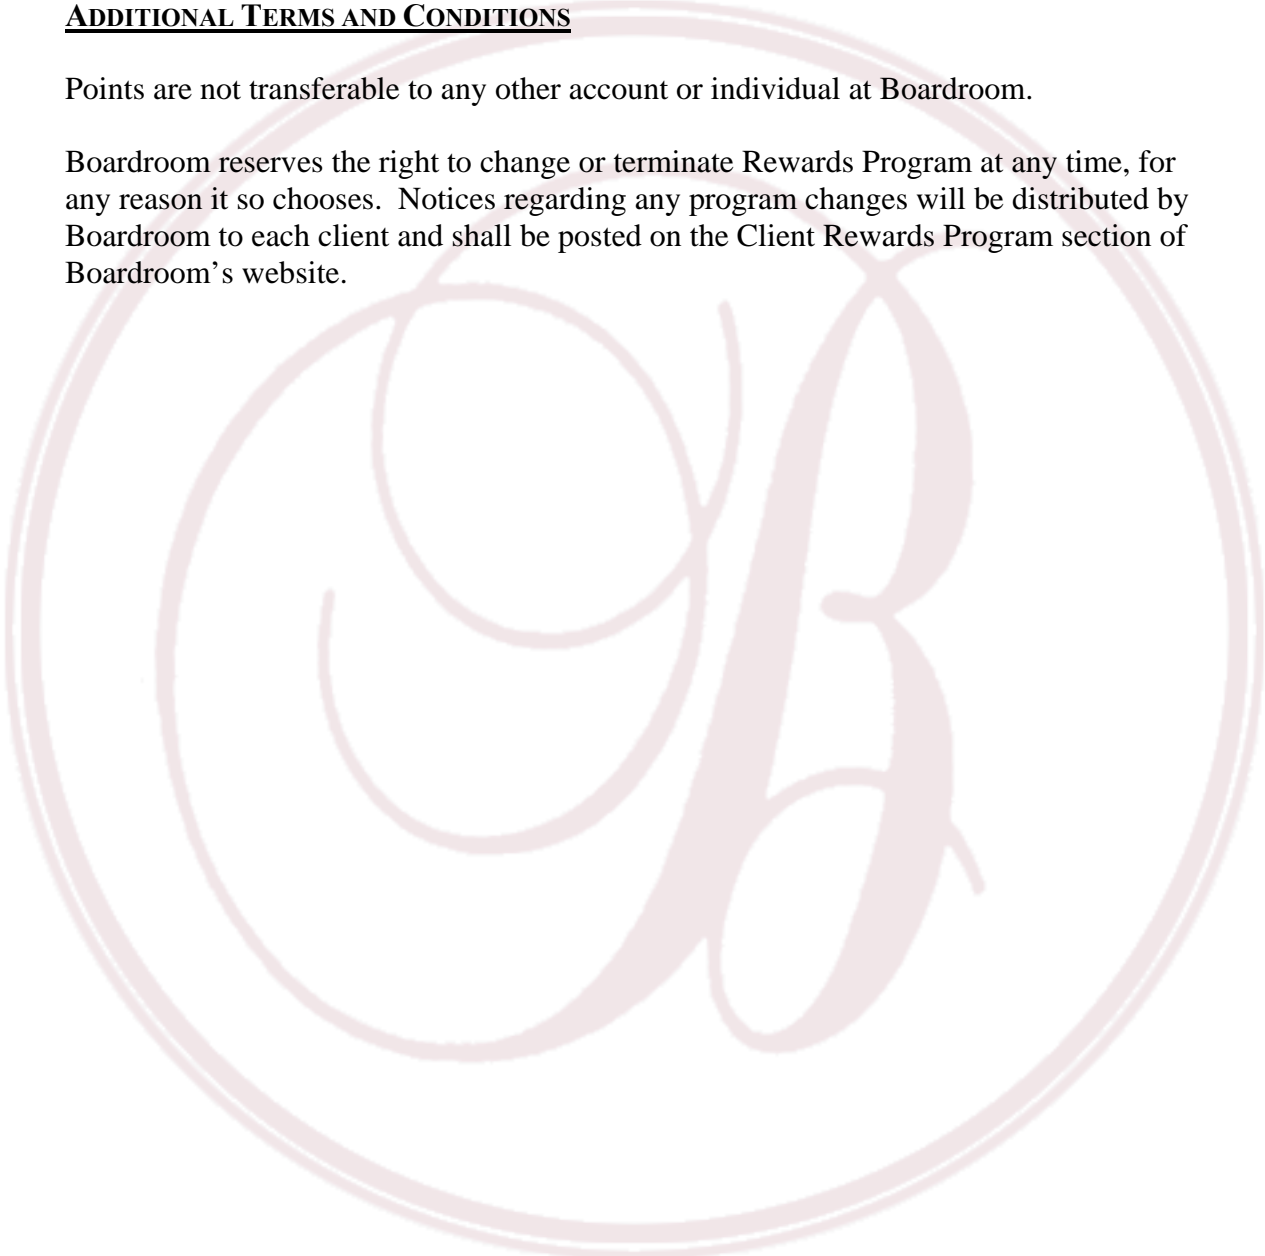 ADDITIONAL TERMS AND CONDITIONS
Points are not transferable to any other account or individual at Boardroom.
Boardroom reserves the right to change or terminate Rewards Program at any time, for
any reason it so chooses.  Notices regarding any program changes will be distributed by
Boardroom to each client and shall be posted on the Client Rewards Program section of
Boardroom’s website.
B